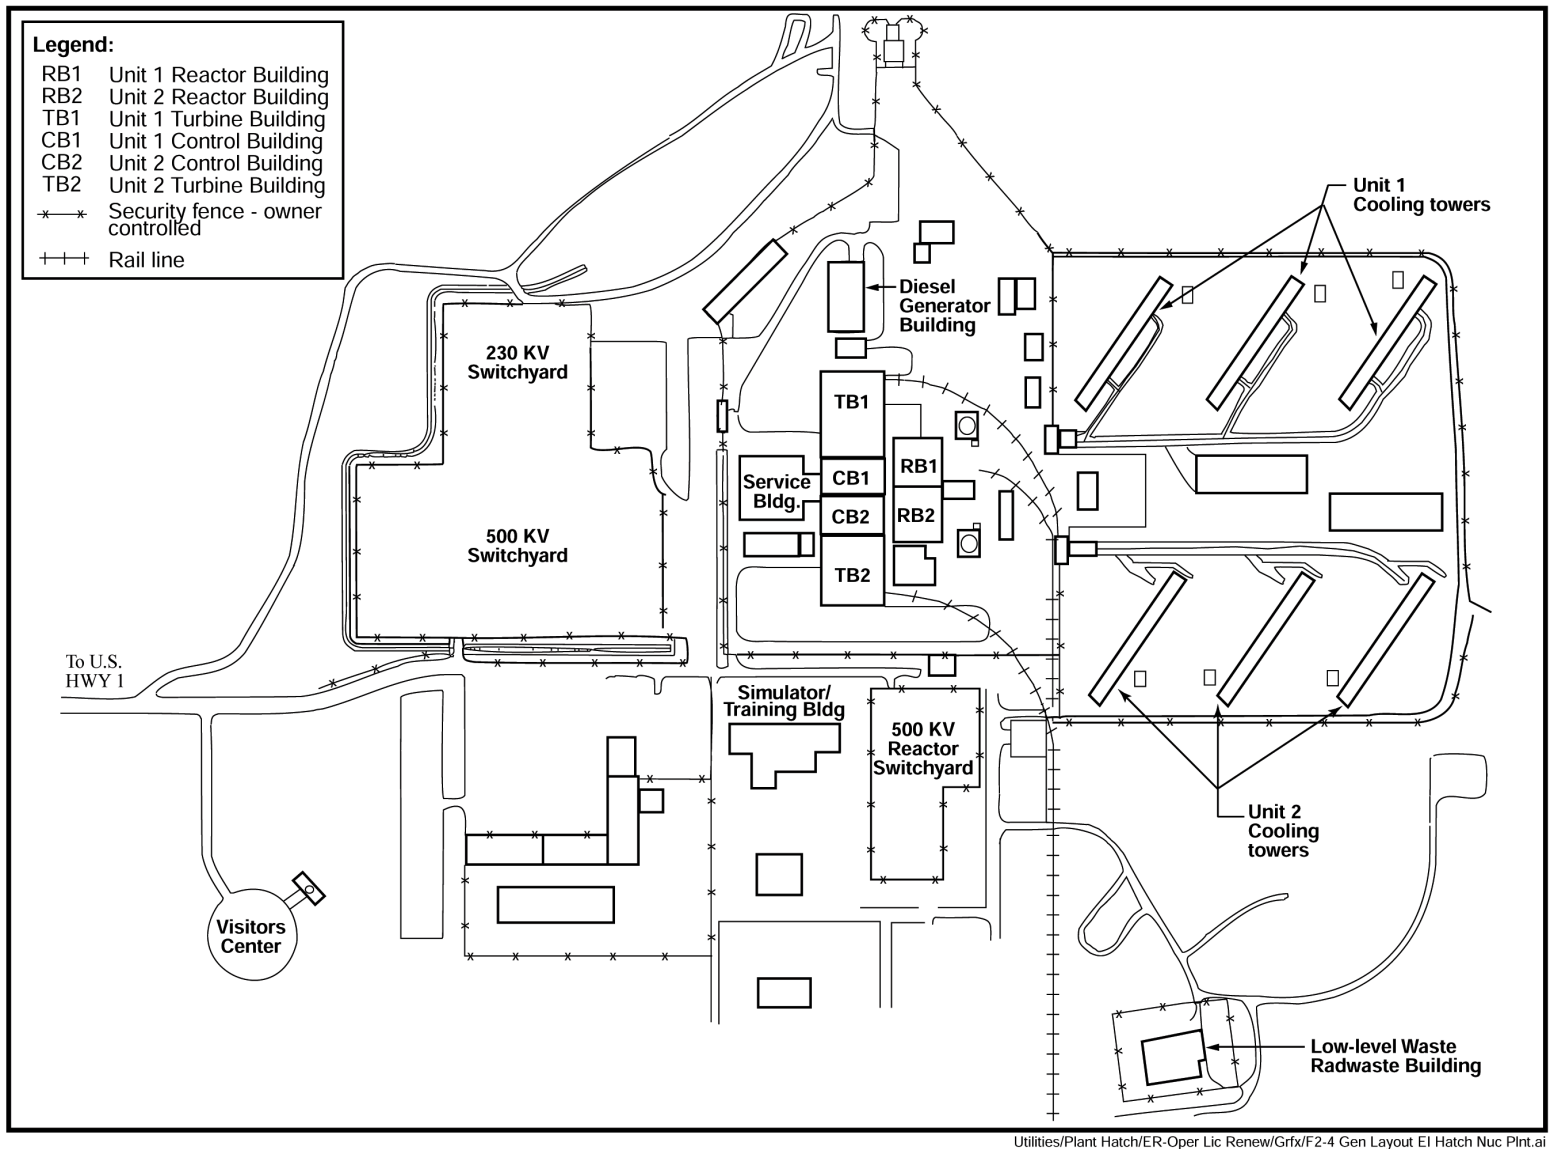 Legend:
RB1 Unit 1 Reactor Building
RB2 Unit 2 Reactor Building
TB1 Unit 1 Turbine Building
CB1 Unit 1 Control Building
CB2 Unit 2 Control Building
TB2 Unit 2 Turbine Building
Security fence - owner
controlled
Rail line
Unit 1
Cooling towers
Diesel
Generator
Building
230 KV
Switchyard
TB1
RB1
CB1
Service
Bldg.
CB2
RB2
500 KV
Switchyard
TB2
To U.S.
HWY 1
Simulator/
Training Bldg
500 KV
Reactor
Switchyard
Unit 2
Cooling
towers
Visitors
Center
Low-level Waste
Radwaste Building
Utilities/Plant Hatch/ER-Oper Lic Renew/Grfx/F2-4 Gen Layout EI Hatch Nuc Plnt.ai